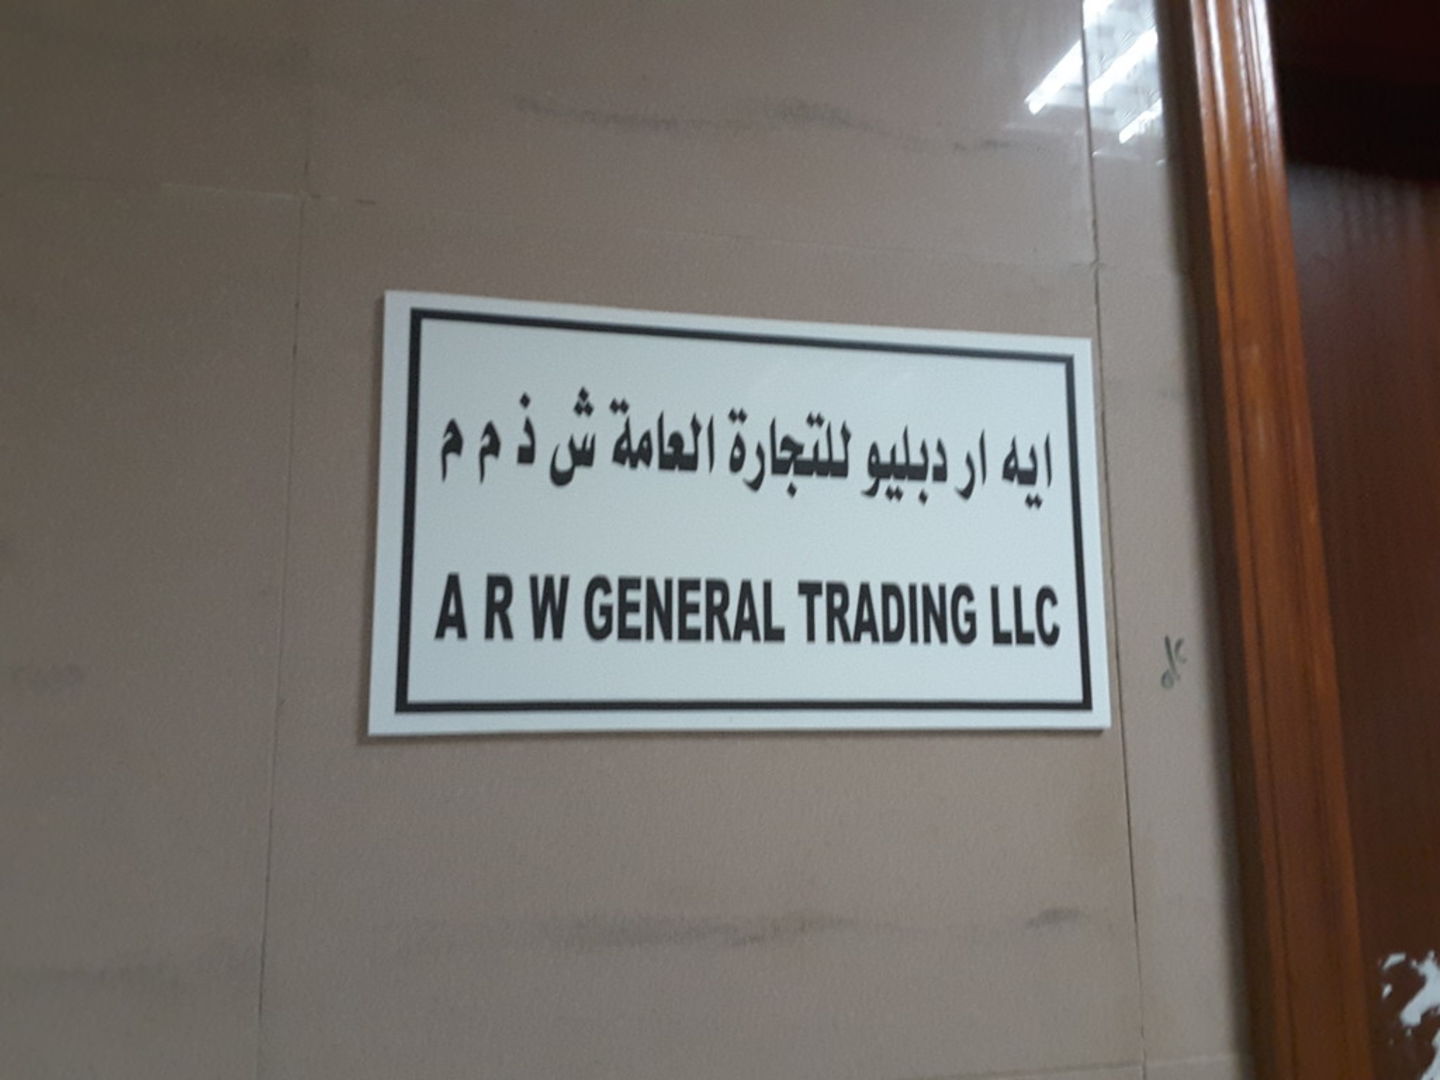 ايه ار دبليو للتجارة العامة ش ذ م م
A R W GENERAL TRADING LLC